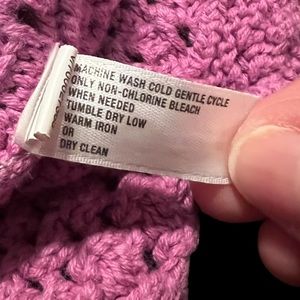 MACHINE WASH COLD GENTLE CYCLE
ONLY NON-CHLORINE BLEACH
WHEN NEEDED
TUMBLE DRY LOW
WARM IRON
OR
DRY CLEAN